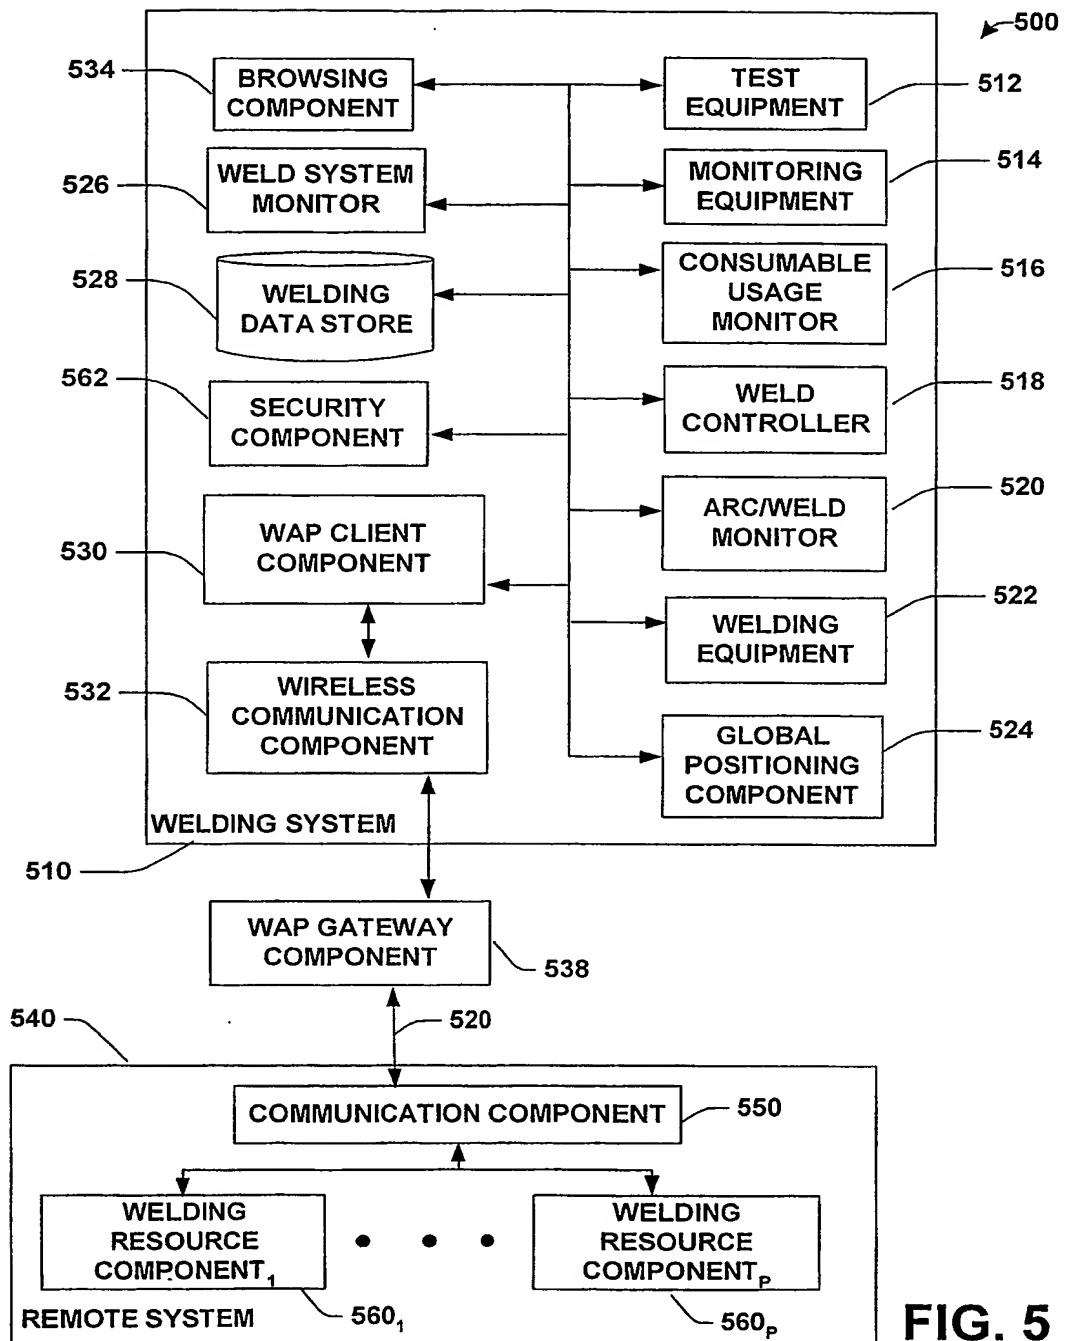 500
534
BROWSING
COMPONENT
TEST
EQUIPMENT
512
526
WELD SYSTEM
MONITOR
MONITORING
EQUIPMENT
514
528
WELDING
DATA STORE
CONSUMABLE
USAGE
MONITOR
516
562
SECURITY
COMPONENT
WELD
CONTROLLER
518
530
WAP CLIENT
COMPONENT
ARC/WELD
MONITOR
520
WELDING
EQUIPMENT
522
532
WIRELESS
COMMUNICATION
COMPONENT
GLOBAL
POSITIONING
COMPONENT
524
WELDING SYSTEM
510
WAP GATEWAY
COMPONENT
538
540
520
COMMUNICATION COMPONENT
550
WELDING
RESOURCE
COMPONENT₁
• • •
WELDING
RESOURCE
COMPONENTₚ
REMOTE SYSTEM
560₁
560ₚ
FIG. 5